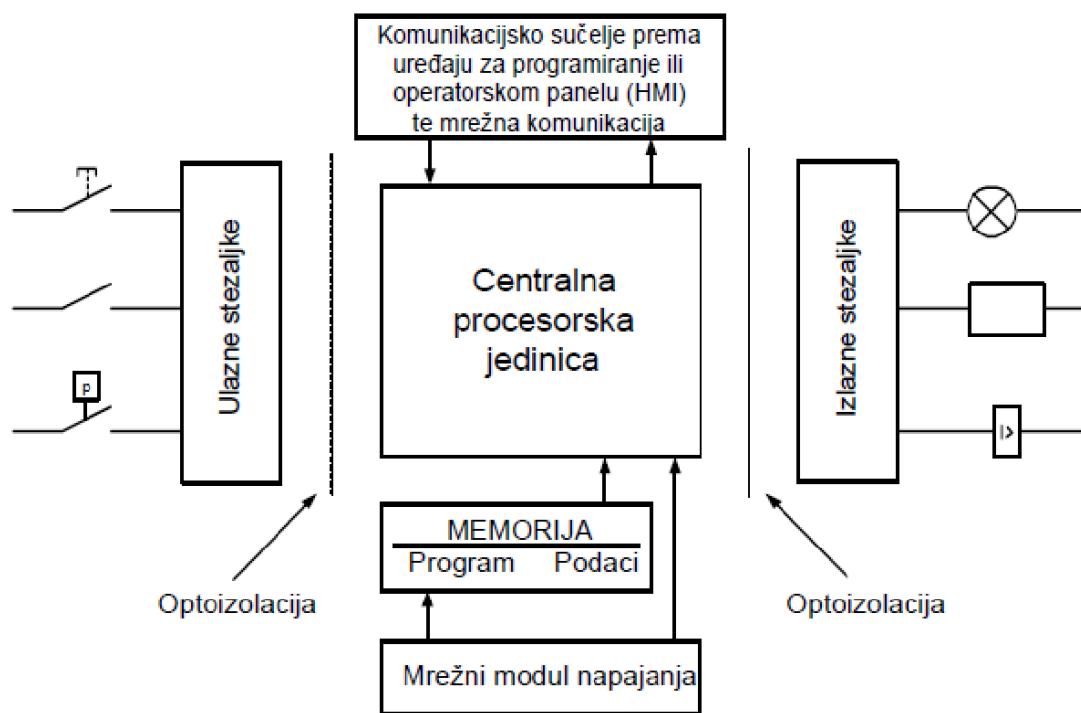 Komunikacijsko sučelje prema
uređaju za programiranje ili
operatorskom panelu (HMI)
te mrežna komunikacija
Ulazne stezaljke
Centralna
procesorska
jedinica
Izlazne stezaljke
p
I>
MEMORIJA
Program Podaci
Optoizolacija
Optoizolacija
Mrežni modul napajanja